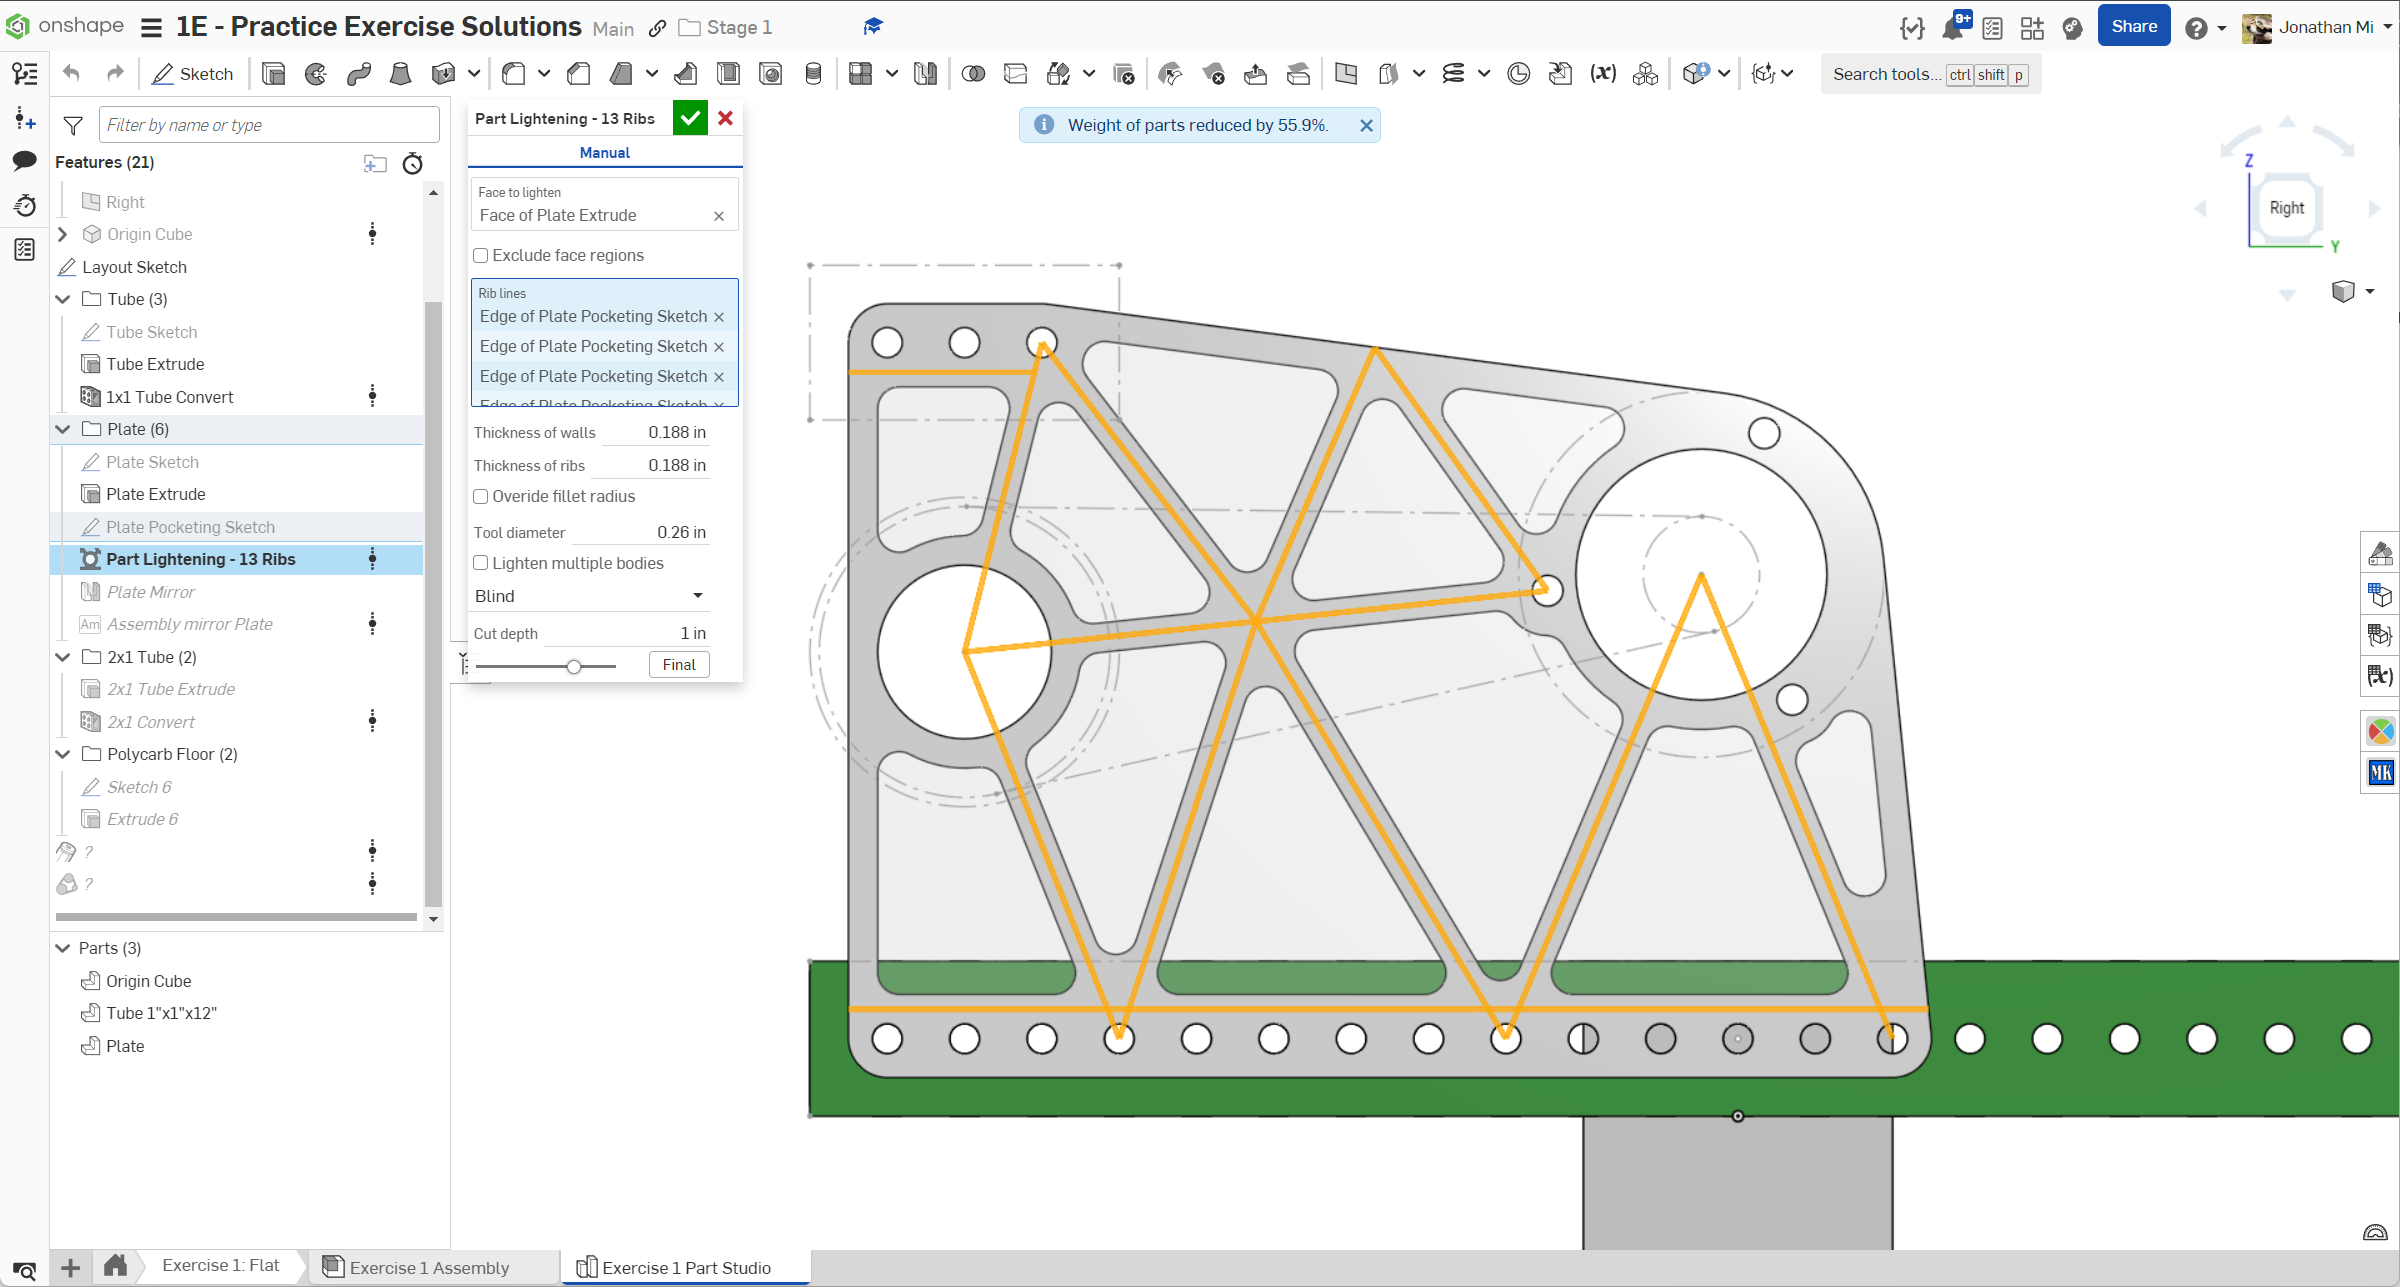 onshape
1E - Practice Exercise Solutions
Main
Stage 1
9+
Share
Jonathan Mi
Sketch
Search tools...
ctrl
shift
p
Filter by name or type
Features (21)
Right
Origin Cube
Layout Sketch
Tube (3)
Tube Sketch
Tube Extrude
1x1 Tube Convert
Plate (6)
Plate Sketch
Plate Extrude
Plate Pocketing Sketch
Part Lightening - 13 Ribs
Plate Mirror
Am
Assembly mirror Plate
2x1 Tube (2)
2x1 Tube Extrude
2x1 Convert
Polycarb Floor (2)
Sketch 6
Extrude 6
?
?
Parts (3)
Origin Cube
Tube 1"x1"x12"
Plate
Part Lightening - 13 Ribs
Manual
Face to lighten
Face of Plate Extrude
Exclude face regions
Rib lines
Edge of Plate Pocketing Sketch
Edge of Plate Pocketing Sketch
Edge of Plate Pocketing Sketch
Edge of Plate Pocketing Sketch
Thickness of walls 0.188 in
Thickness of ribs 0.188 in
Overide fillet radius
Tool diameter 0.26 in
Lighten multiple bodies
Blind
Cut depth 1 in
Final
Weight of parts reduced by 55.9%.
Z
Right
Y
(x)
(x)
MK
Exercise 1: Flat
Exercise 1 Assembly
Exercise 1 Part Studio